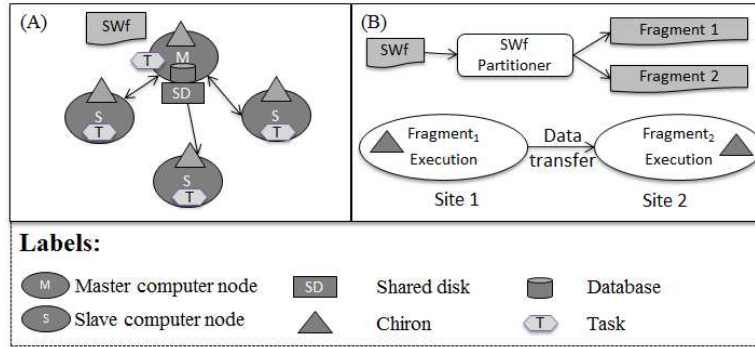 (A)
SWf
T
M
SD
S
T
S
T
S
T
(B)
SWf
SWf
Partitioner
Fragment 1
Fragment 2
Fragment₁
Execution
Data
transfer
Fragment₂
Execution
Site 1
Site 2
Labels:
M Master computer node
SD Shared disk
Database
S Slave computer node
Chiron
T Task